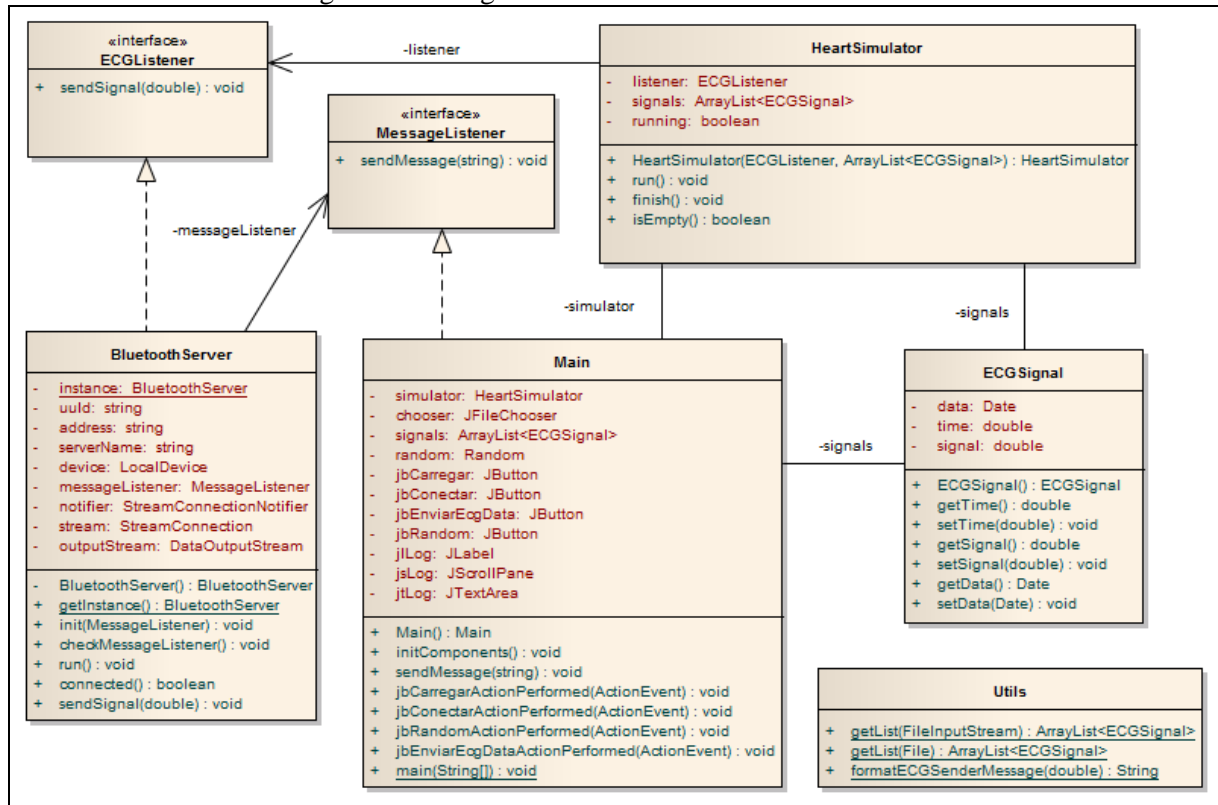 «interface»
ECGListener
+ sendSignal(double) : void
-listener
HeartSimulator
- listener: ECGListener
- signals: ArrayList<ECGSignal>
- running: boolean
+ HeartSimulator(ECGListener, ArrayList<ECGSignal>) : HeartSimulator
+ run() : void
+ finish() : void
+ isEmpty() : boolean
«interface»
MessageListener
+ sendMessage(string) : void
-messageListener
-simulator
-signals
BluetoothServer
- instance: BluetoothServer
- uuId: string
- address: string
- serverName: string
- device: LocalDevice
- messageListener: MessageListener
- notifier: StreamConnectionNotifier
- stream: StreamConnection
- outputStream: DataOutputStream
- BluetoothServer() : BluetoothServer
+ getInstance() : BluetoothServer
+ init(MessageListener) : void
+ checkMessageListener() : void
+ run() : void
+ connected() : boolean
+ sendSignal(double) : void
Main
- simulator: HeartSimulator
- chooser: JFileChooser
- signals: ArrayList<ECGSignal>
- random: Random
- jbCarregar: JButton
- jbConectar: JButton
- jbEnviarEcgData: JButton
- jbRandom: JButton
- jlLog: JLabel
- jsLog: JScrollPane
- jtLog: JTextArea
+ Main() : Main
+ initComponents() : void
+ sendMessage(string) : void
+ jbCarregarActionPerformed(ActionEvent) : void
+ jbConectarActionPerformed(ActionEvent) : void
+ jbRandomActionPerformed(ActionEvent) : void
+ jbEnviarEcgDataActionPerformed(ActionEvent) : void
+ main(String[]) : void
-signals
ECGSignal
- data: Date
- time: double
- signal: double
+ ECGSignal() : ECGSignal
+ getTime() : double
+ setTime(double) : void
+ getSignal() : double
+ setSignal(double) : void
+ getData() : Date
+ setData(Date) : void
Utils
+ getList(FileInputStream) : ArrayList<ECGSignal>
+ getList(File) : ArrayList<ECGSignal>
+ formatECGSenderMessage(double) : String